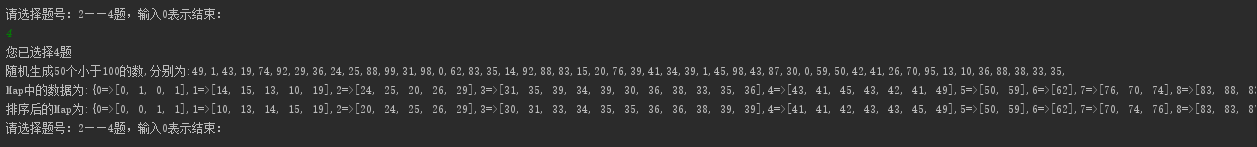 请选择题号: 2——4题, 输入0表示结束:
4
您已选择4题
随机生成50个小于100的数,分别为:49,1,43,19,74,92,29,36,24,25,88,99,31,98,0,62,83,35,14,92,88,83,15,20,76,39,41,34,39,1,45,98,43,87,30,0,59,50,42,41,26,70,95,13,10,36,88,38,33,35,
Map中的数据为:{0=>[0, 1, 0, 1],1=>[14, 15, 13, 10, 19],2=>[24, 25, 20, 26, 29],3=>[31, 35, 39, 34, 39, 30, 36, 36, 38, 33, 35, 36],4=>[43, 41, 45, 43, 42, 41, 49],5=>[50, 59],6=>[62],7=>[76, 70, 74],8=>[83, 88, 83
排序后的Map为:{0=>[0, 0, 1, 1],1=>[10, 13, 14, 15, 19],2=>[20, 24, 25, 26, 29],3=>[30, 31, 33, 34, 35, 35, 36, 36, 38, 39, 39],4=>[41, 41, 42, 43, 43, 45, 49],5=>[50, 59],6=>[62],7=>[70, 74, 76],8=>[83, 83, 87
请选择题号: 2——4题, 输入0表示结束: